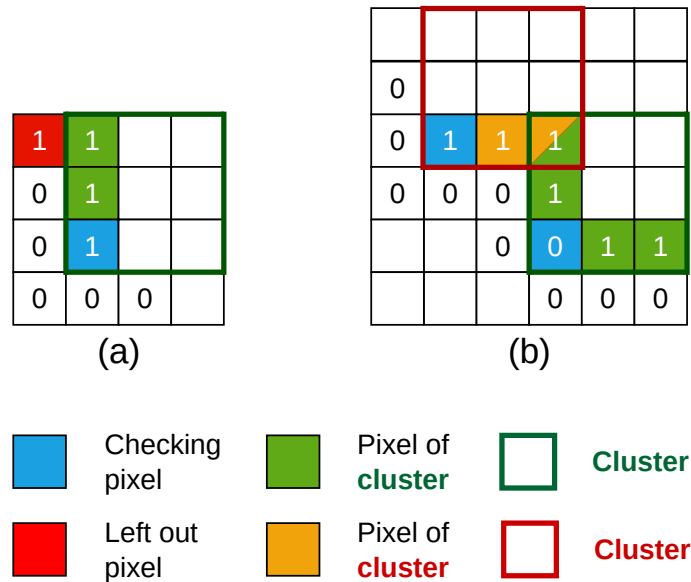 0
1 1 0 1 1 1
0 1 0 0 0 1
0 1 0 0 1 1
0 0 0 0 0 0
(a) (b)
Checking
pixel
Pixel of
cluster
Cluster
Left out
pixel
Pixel of
cluster
Cluster